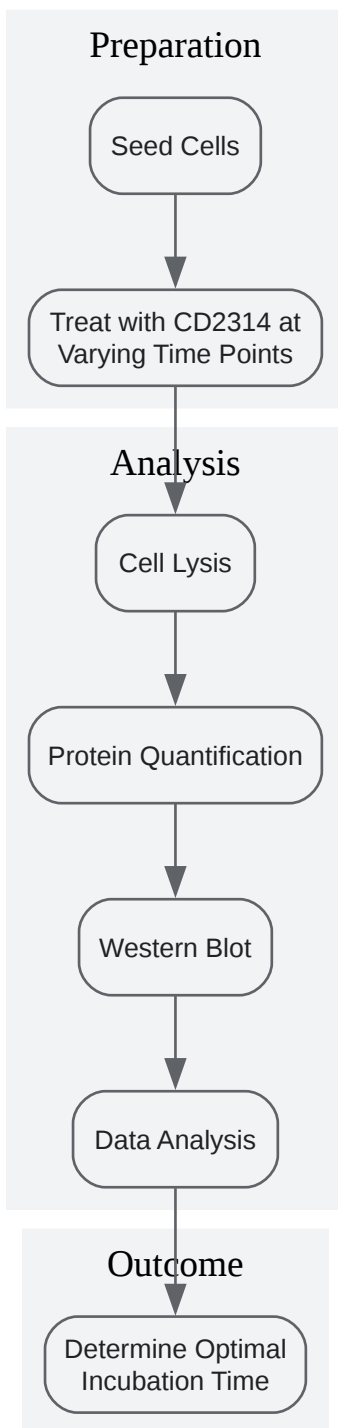 Preparation
Seed Cells
Treat with CD2314 at
Varying Time Points
Analysis
Cell Lysis
Protein Quantification
Western Blot
Data Analysis
Outcome
Determine Optimal
Incubation Time